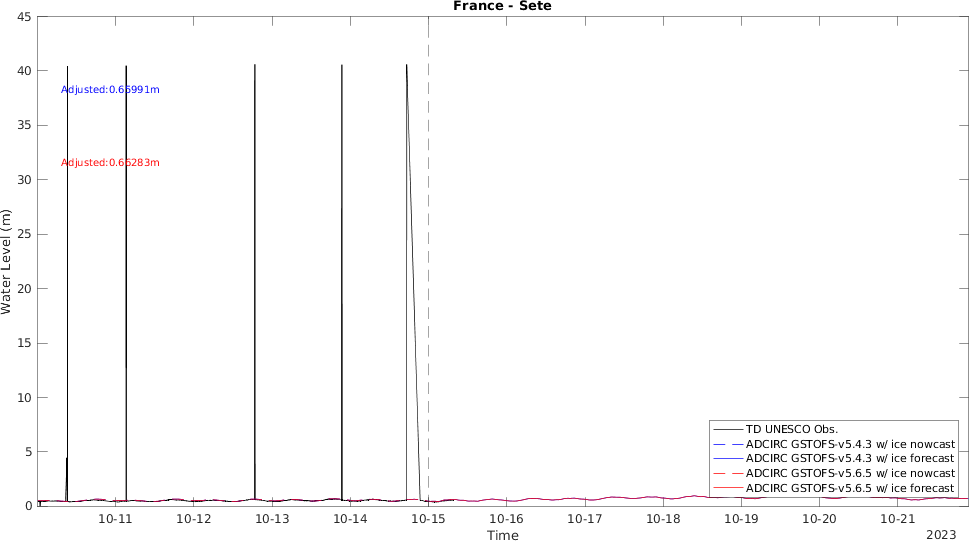 France - Sete
45
40
35
30
25
20
15
10
5
0
Water Level (m)
Adjusted:0.66991m
Adjusted:0.66283m
TD UNESCO Obs.
ADCIRC GSTOFS-v5.4.3 w/ ice nowcast
ADCIRC GSTOFS-v5.4.3 w/ ice forecast
ADCIRC GSTOFS-v5.6.5 w/ ice nowcast
ADCIRC GSTOFS-v5.6.5 w/ ice forecast
10-11 10-12 10-13 10-14 10-15 10-16 10-17 10-18 10-19 10-20 10-21
Time
2023